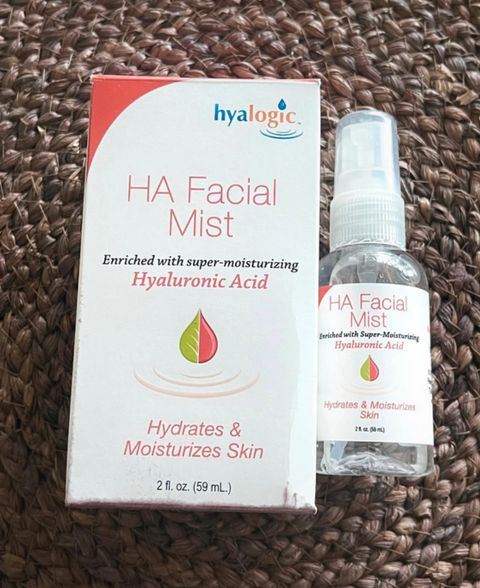 hyalogic™
HA Facial
Mist
Enriched with super-moisturizing
Hyaluronic Acid
Hydrates &
Moisturizes Skin
2 fl. oz. (59 mL.)
HA Facial
Mist
Enriched with Super-Moisturizing
Hyaluronic Acid
Hydrates & Moisturizes
Skin
2 fl. oz. (59 mL)